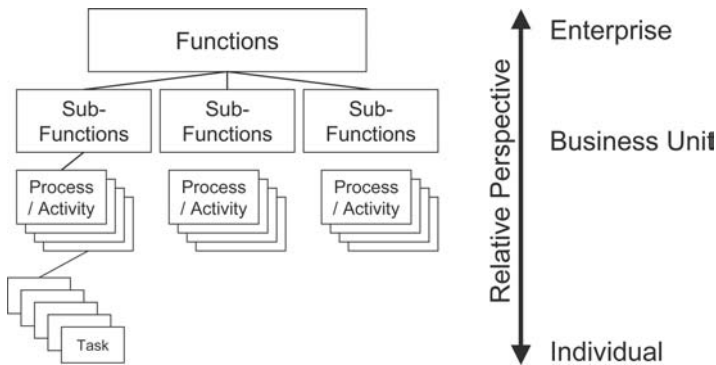 Functions
Sub-
Functions
Sub-
Functions
Sub-
Functions
Process
/ Activity
Process
/ Activity
Process
/ Activity
Task
Relative Perspective
Enterprise
Business Unit
Individual